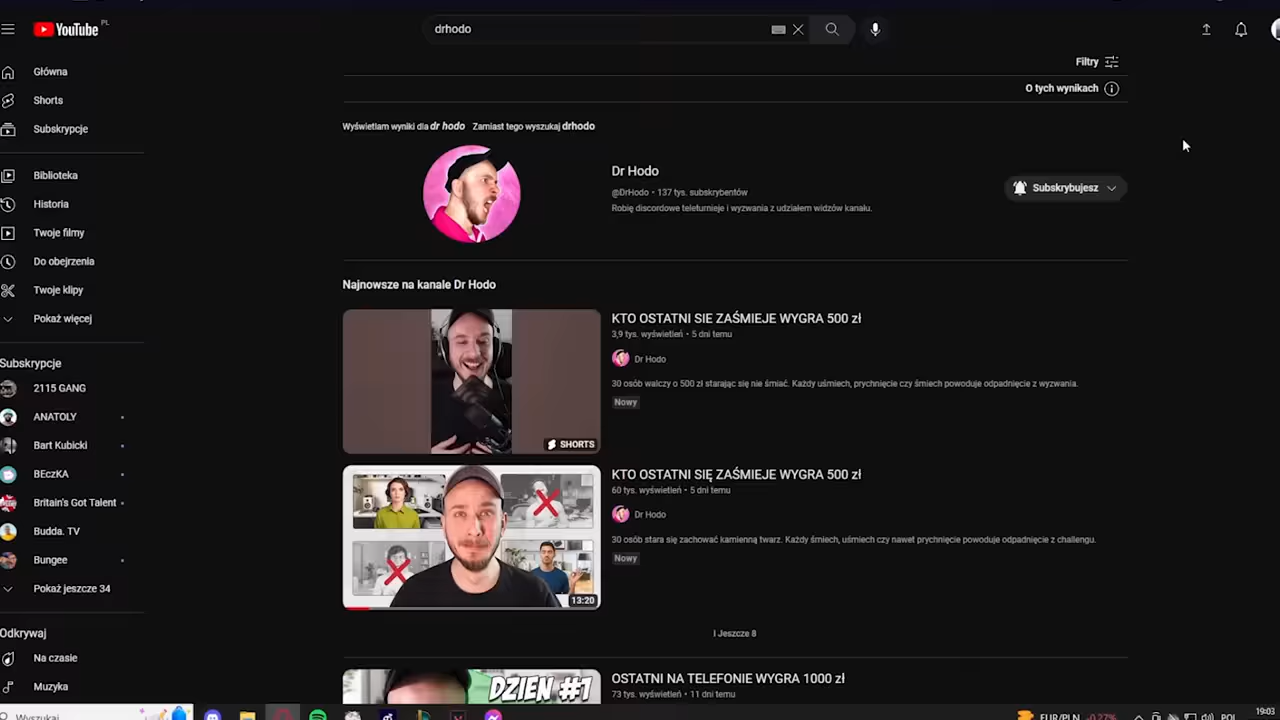 YouTube PL
drhodo
Główna
Shorts
Subskrypcje
Biblioteka
Historia
Twoje filmy
Do obejrzenia
Twoje klipy
Pokaż więcej
Subskrypcje
2115 GANG
ANATOLY
Bart Kubicki
BEczKA
Britain's Got Talent
Budda. TV
Bungee
Pokaż jeszcze 34
Odkrywaj
Na czasie
Muzyka
Filtry
O tych wynikach
Wyświetlam wyniki dla dr hodo Zamiast tego wyszukaj drhodo
Dr Hodo
@DrHodo • 137 tys. subskrybentów
Robię discordowe teleturnieje i wyzwania z udziałem widzów kanału.
Subskrybujesz
Najnowsze na kanale Dr Hodo
SHORTS
KTO OSTATNI SIE ZAŚMIEJE WYGRA 500 zł
3,9 tys. wyświetleń • 5 dni temu
Dr Hodo
30 osób walczy o 500 zł starając się nie śmiać. Każdy uśmiech, prychnięcie czy śmiech powoduje odpadnięcie z wyzwania.
Nowy
13:20
KTO OSTATNI SIĘ ZAŚMIEJE WYGRA 500 zł
60 tys. wyświetleń • 5 dni temu
Dr Hodo
30 osób stara się zachować kamienną twarz. Każdy śmiech, uśmiech czy nawet prychnięcie powoduje odpadnięcie z challengu.
Nowy
I Jeszcze 8
DZIEŃ #1
OSTATNI NA TELEFONIE WYGRA 1000 zł
73 tys. wyświetleń • 11 dni temu
Wyszukaj
EUR/PLN -0,27%
POL
19:03